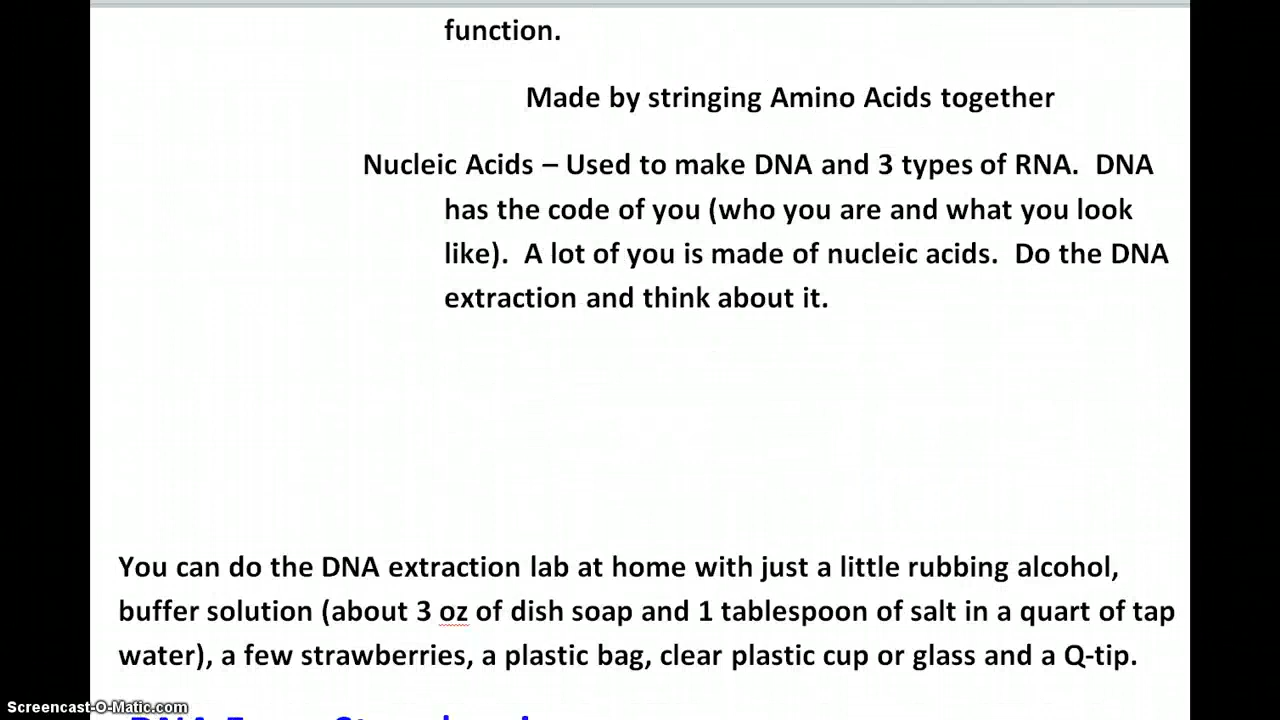 function.
Made by stringing Amino Acids together
Nucleic Acids – Used to make DNA and 3 types of RNA.  DNA
has the code of you (who you are and what you look
like).  A lot of you is made of nucleic acids.  Do the DNA
extraction and think about it.
You can do the DNA extraction lab at home with just a little rubbing alcohol,
buffer solution (about 3 oz of dish soap and 1 tablespoon of salt in a quart of tap
water), a few strawberries, a plastic bag, clear plastic cup or glass and a Q-tip.
Screencast-O-Matic.com